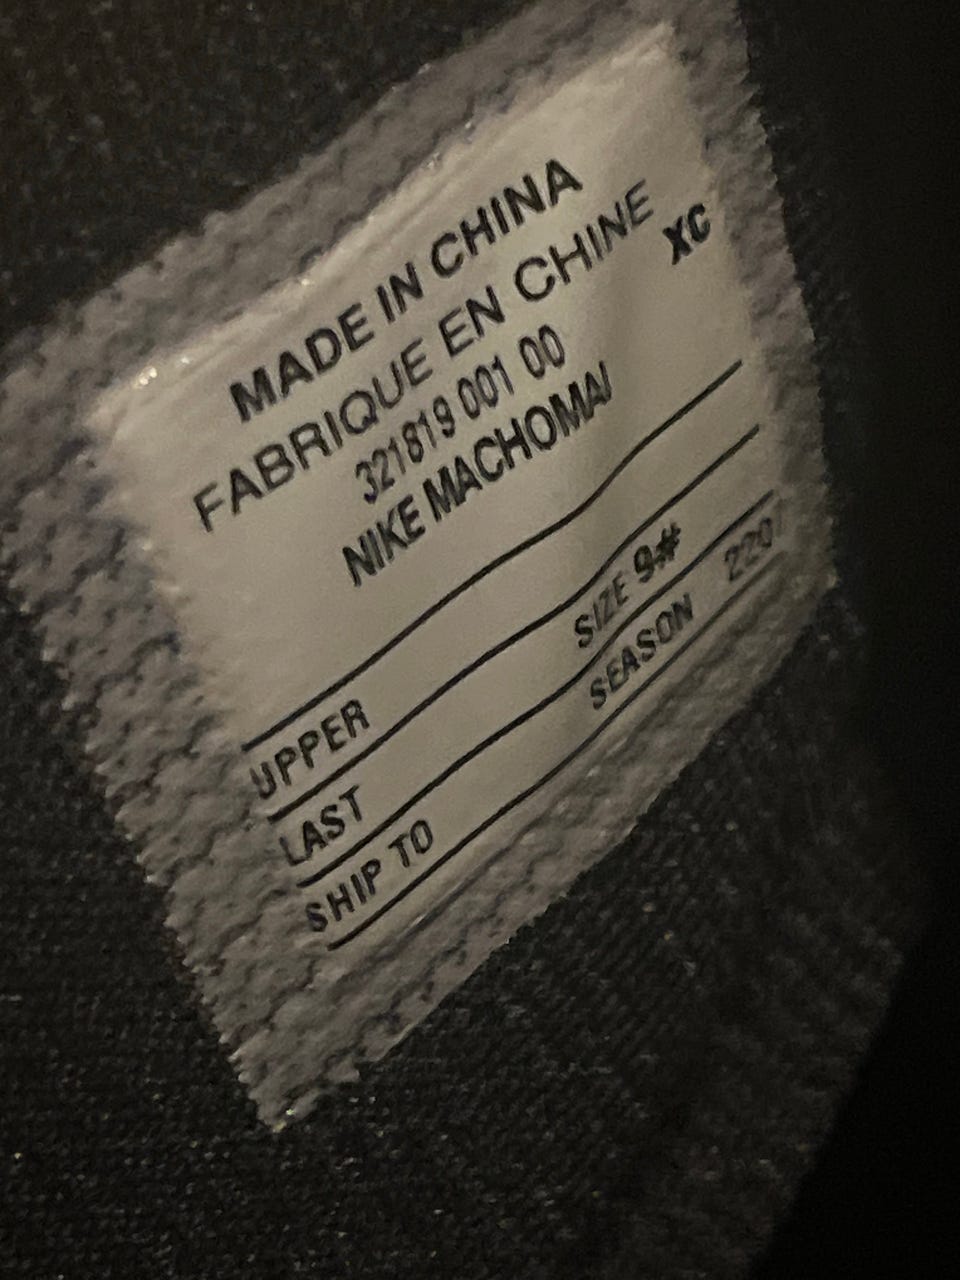 MADE IN CHINA
FABRIQUE EN CHINE
XC
321819 001 00
NIKE MACHOMAI
UPPER
LAST SIZE 9#
SHIP TO SEASON